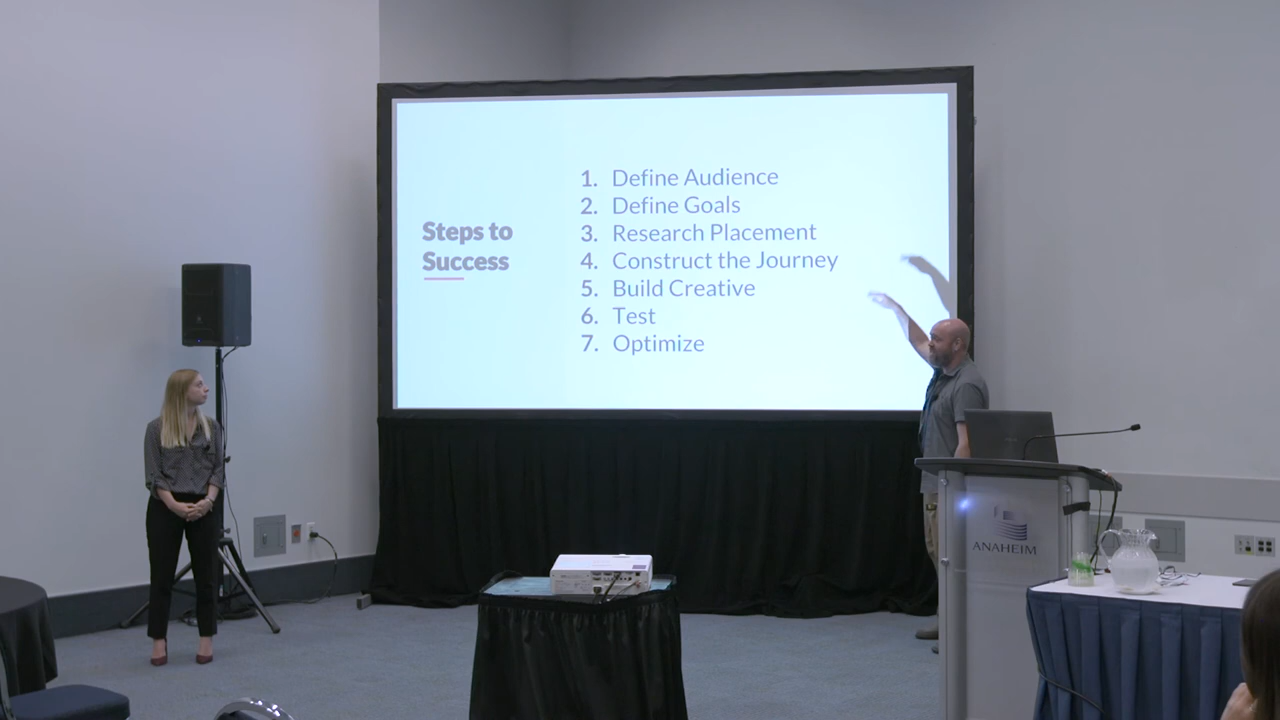 Steps to
Success
1. Define Audience
2. Define Goals
3. Research Placement
4. Construct the Journey
5. Build Creative
6. Test
7. Optimize
ANAHEIM